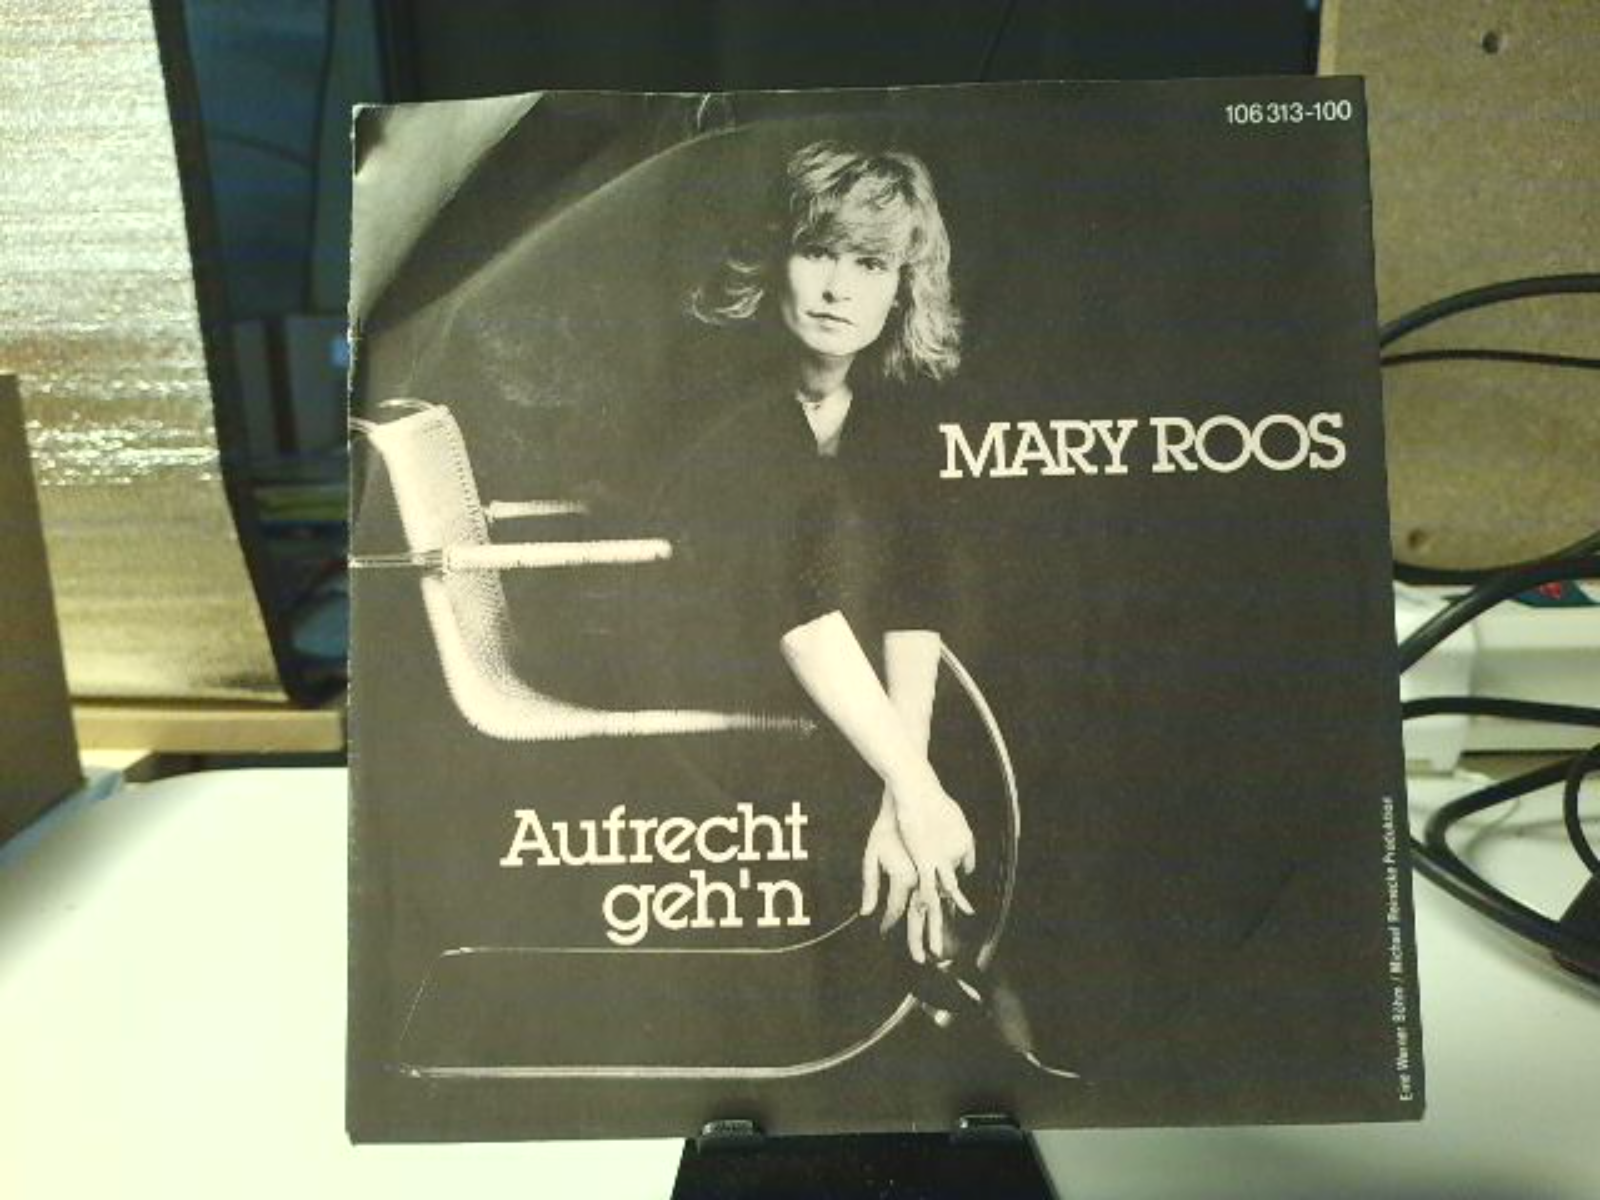 106 313-100
MARY ROOS
Aufrecht
geh'n
Eine Werner Böhm / Michael Reinecke Produktion